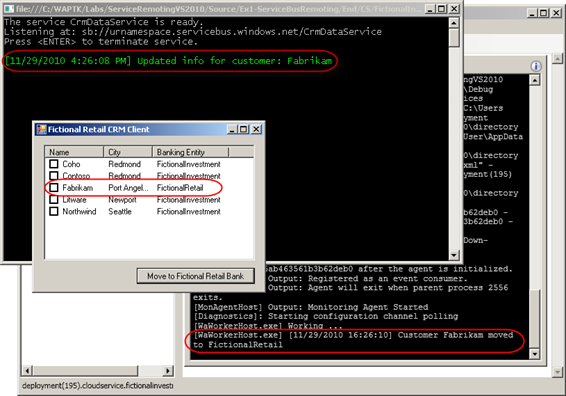 file:///C:/WAPTK/Labs/ServiceRemotingVS2010/Source/Ex1-ServiceBusRemoting/End/CS/FictionalRe
The service CrmDataService is ready.
Listening at: sb://urnamespace.servicebus.windows.net/CrmDataService
Press <ENTER> to terminate service.
[11/29/2010 4:26:08 PM] Updated info for customer: Fabrikam
ngVS2010
\Debug
ices
C:\Users
yment
0\directory
User\AppData
0\directory
xml" -
yment(195)
0\directory
b62deb0 -
3b62deb0 -
Down-
Fictional Retail CRM Client
Name City Banking Entity
Coho Redmond FictionalInvestment
Contoso Redmond FictionalInvestment
Fabrikam Port Angel... FictionalRetail
Litware Newport FictionalInvestment
Northwind Seattle FictionalInvestment
Move to Fictional Retail Bank
ab463561b3b62deb0 after the agent is initialized.
Output: Registered as an event consumer.
Output: Agent will exit when parent process 2556
exits.
[MonAgentHost] Output: Monitoring Agent Started
[Diagnostics]: Starting configuration channel polling
[WaWorkerHost.exe] Working ...
[WaWorkerHost.exe] [11/29/2010 16:26:10] Customer Fabrikam moved
to FictionalRetail
deployment(195).cloudservice.fictionalinvesti